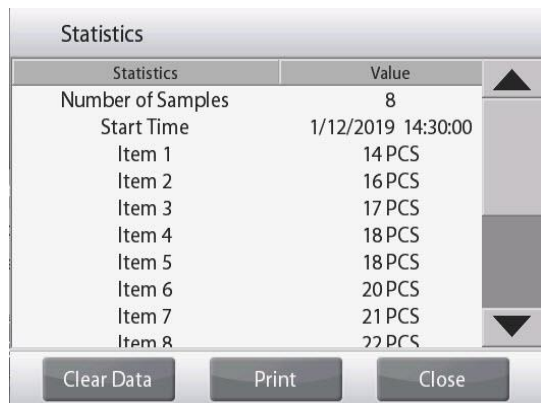 Statistics
Statistics Value
Number of Samples 8
Start Time 1/12/2019 14:30:00
Item 1 14 PCS
Item 2 16 PCS
Item 3 17 PCS
Item 4 18 PCS
Item 5 18 PCS
Item 6 20 PCS
Item 7 21 PCS
Item 8 22 PCS
Clear Data Print Close